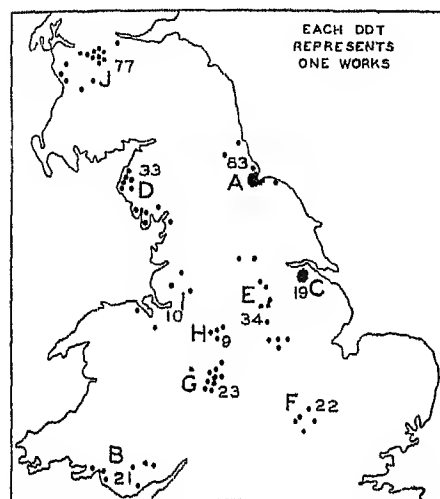 EACH DDT
REPRESENTS
ONE WORKS
77
J
83
A
33
D
19 C
E
34
10
I
H
9
G
23
F
22
B
21